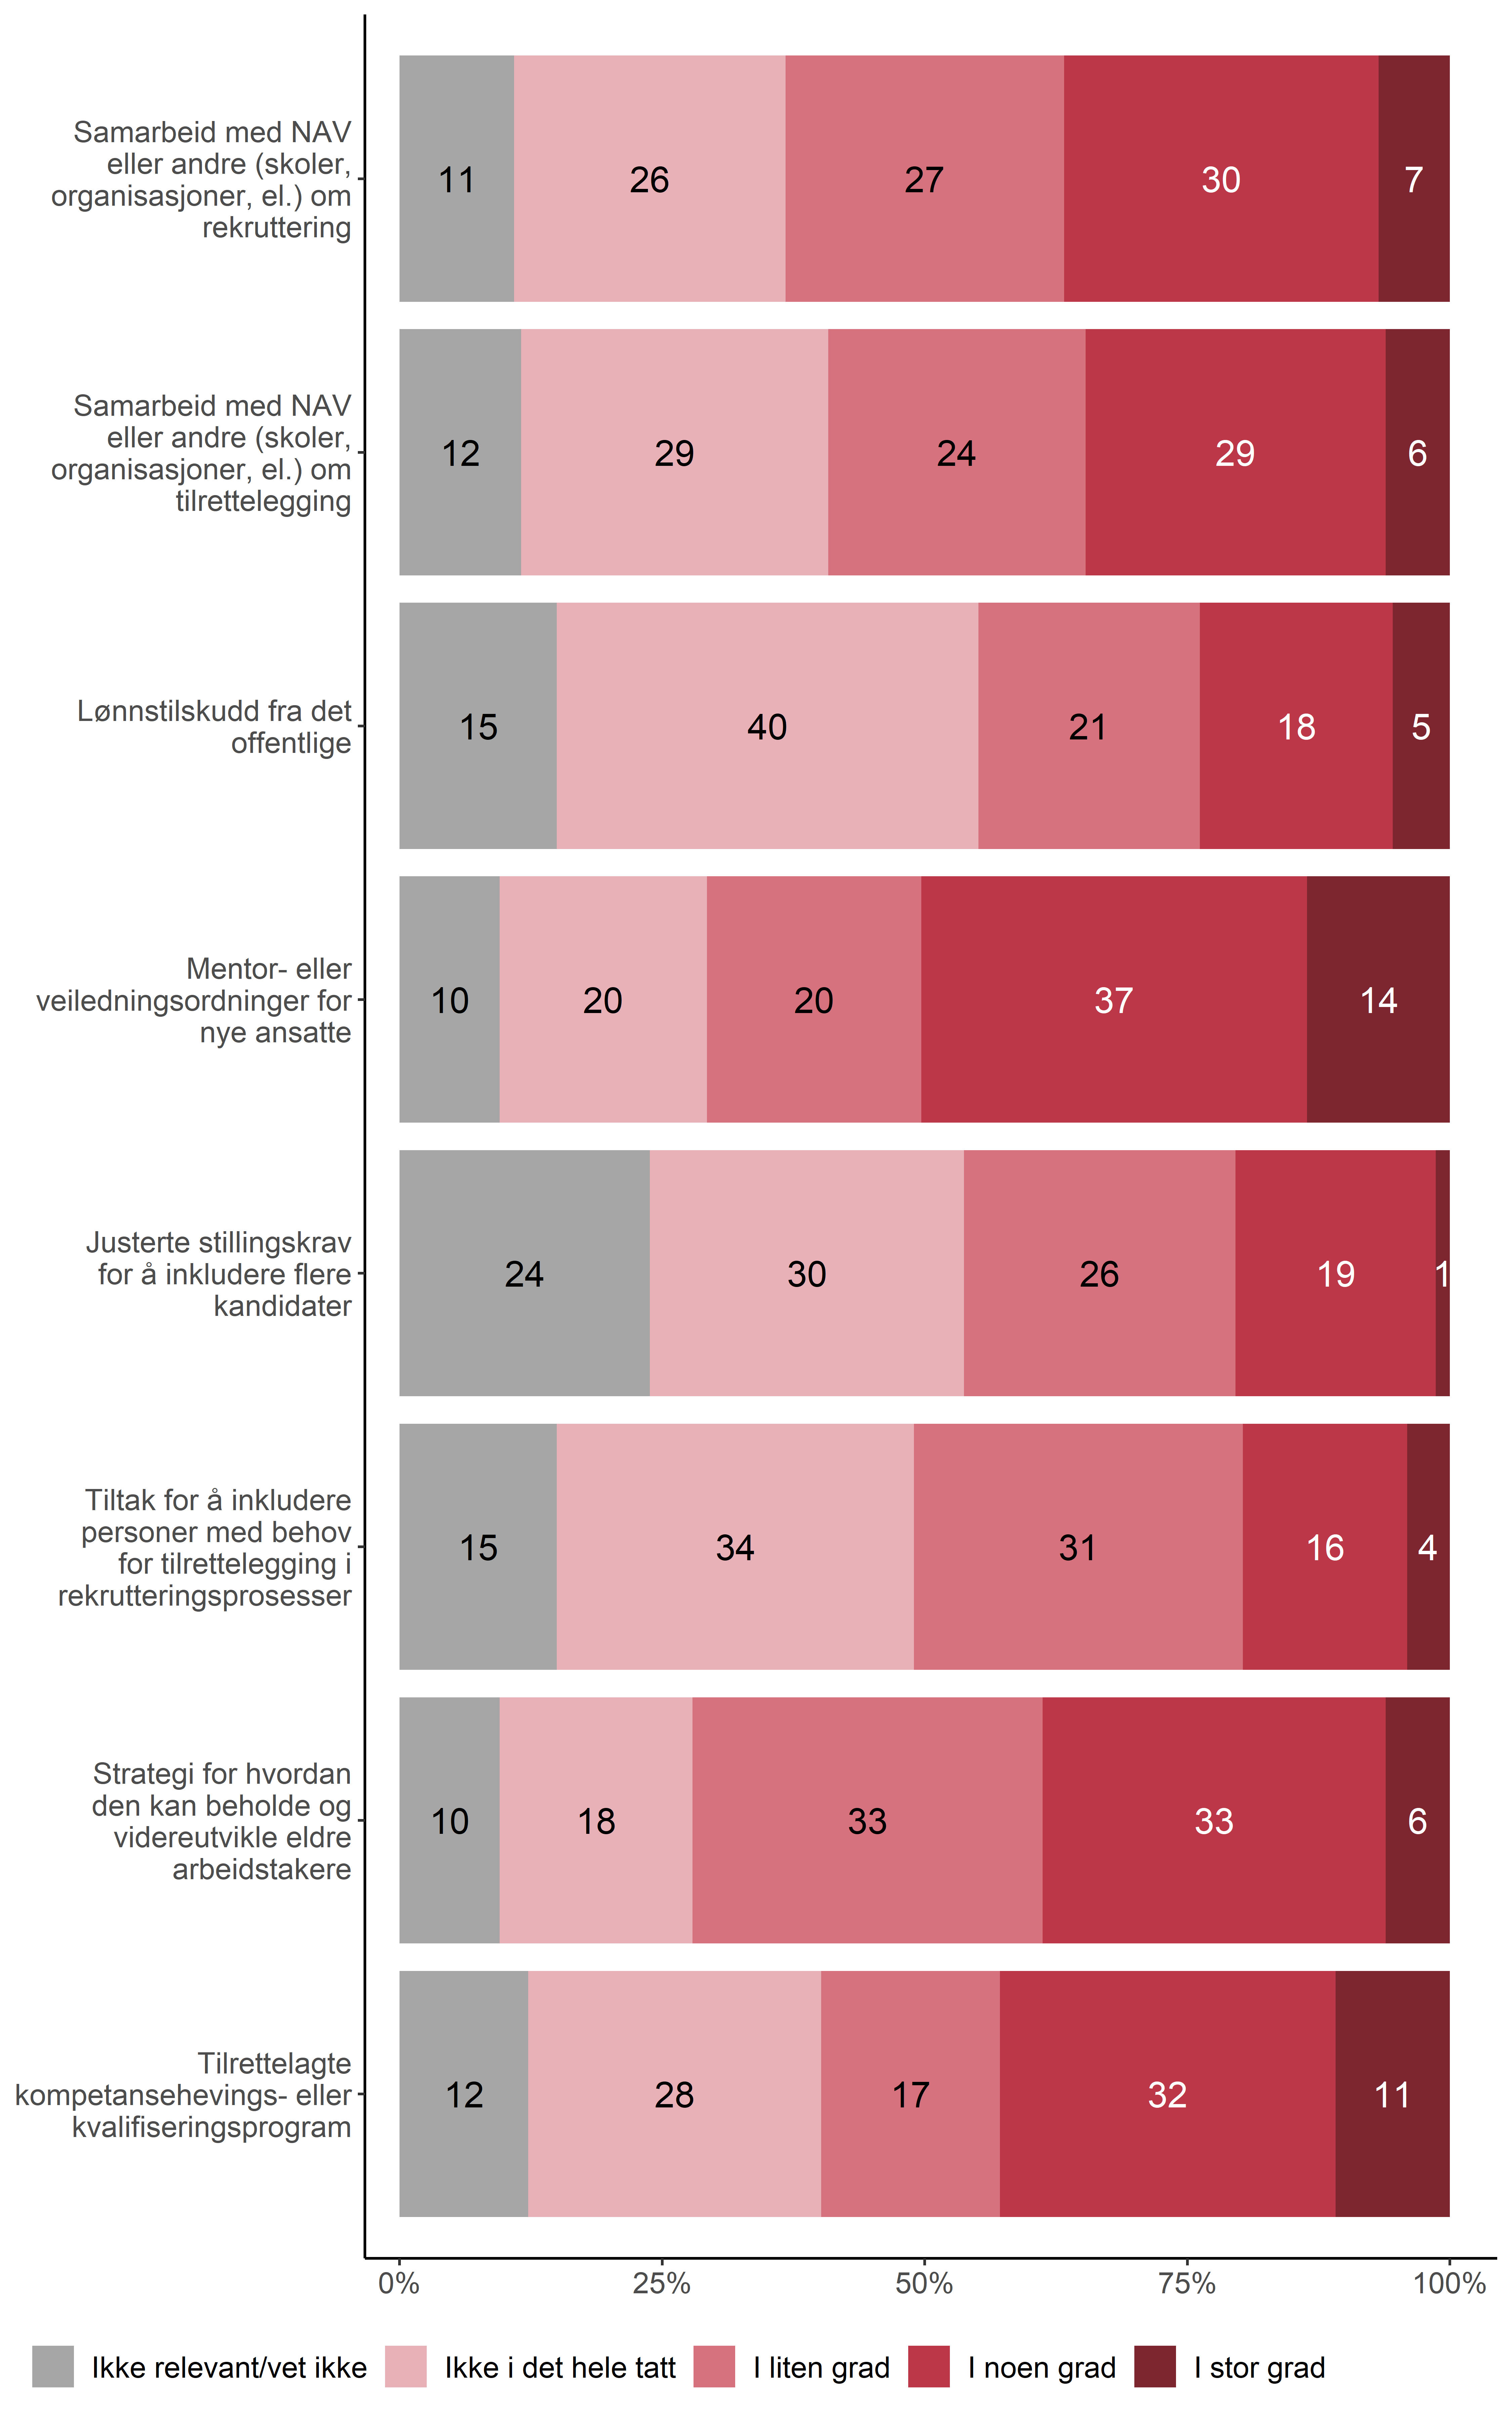 Samarbeid med NAV
eller andre (skoler,
organisasjoner, el.) om
rekruttering
11 26 27 30 7
Samarbeid med NAV
eller andre (skoler,
organisasjoner, el.) om
tilrettelegging
12 29 24 29 6
Lønnstilskudd fra det
offentlige
15 40 21 18 5
Mentor- eller
veiledningsordninger for
nye ansatte
10 20 20 37 14
Justerte stillingskrav
for å inkludere flere
kandidater
24 30 26 19 1
Tiltak for å inkludere
personer med behov
for tilrettelegging i
rekrutteringsprosesser
15 34 31 16 4
Strategi for hvordan
den kan beholde og
videreutvikle eldre
arbeidstakere
10 18 33 33 6
Tilrettelagte
kompetansehevings- eller
kvalifiseringsprogram
12 28 17 32 11
0% 25% 50% 75% 100%
Ikke relevant/vet ikke Ikke i det hele tatt I liten grad I noen grad I stor grad